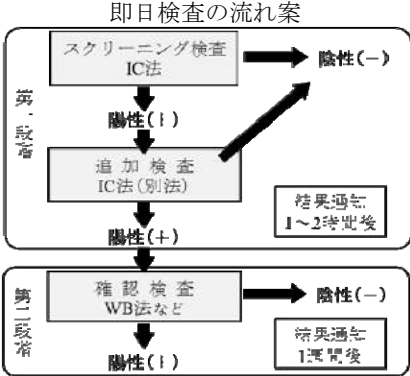 即日検査の流れ案
スクリーニング検査
IC法
陰性(−)
陽性(+)
第一段階
追加検査
IC法(別法)
結果通知
1～2時間後
陽性(+)
確認検査
WB法など
陰性(−)
第二段階
結果通知
1週間後
陽性(+)